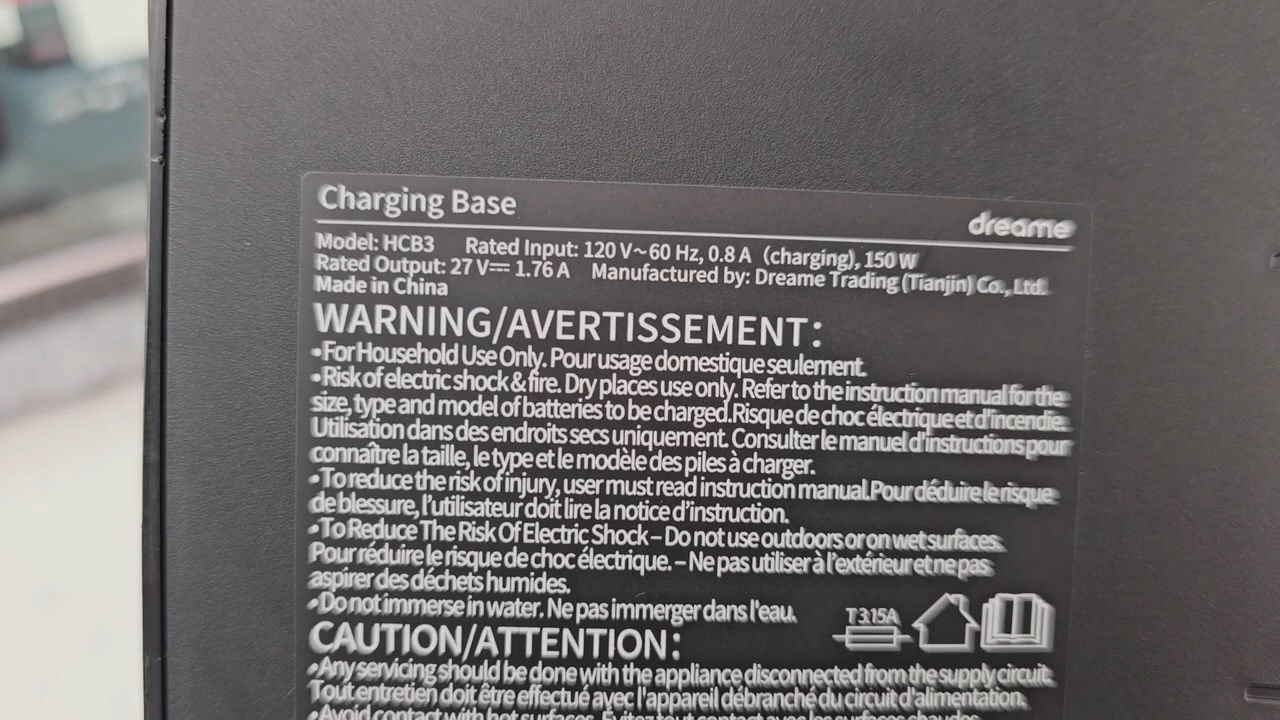 Charging Base
dreame
Model: HCB3 Rated Input: 120 V~60 Hz, 0.8 A (charging), 150 W
Rated Output: 27 V⎓ 1.76 A Manufactured by: Dreame Trading (Tianjin) Co., Ltd.
Made in China
WARNING/AVERTISSEMENT:
•For Household Use Only. Pour usage domestique seulement.
•Risk of electric shock & fire. Dry places use only. Refer to the instruction manual for the
size, type and model of batteries to be charged.Risque de choc électrique et d'incendie.
Utilisation dans des endroits secs uniquement. Consulter le manuel d'instructions pour
connaître la taille, le type et le modèle des piles à charger.
•To reduce the risk of injury, user must read instruction manual.Pour déduire le risque
de blessure, l'utilisateur doit lire la notice d'instruction.
•To Reduce The Risk Of Electric Shock – Do not use outdoors or on wet surfaces.
Pour réduire le risque de choc électrique. – Ne pas utiliser à l'extérieur et ne pas
aspirer des déchets humides.
•Do not immerse in water. Ne pas immerger dans l'eau.
T3.15A
CAUTION/ATTENTION:
•Any servicing should be done with the appliance disconnected from the supply circuit.
Tout entretien doit être effectué avec l'appareil débranché du circuit d'alimentation.
•Avoid contact with hot surfaces. Évitez tout contact avec les surfaces chaudes.